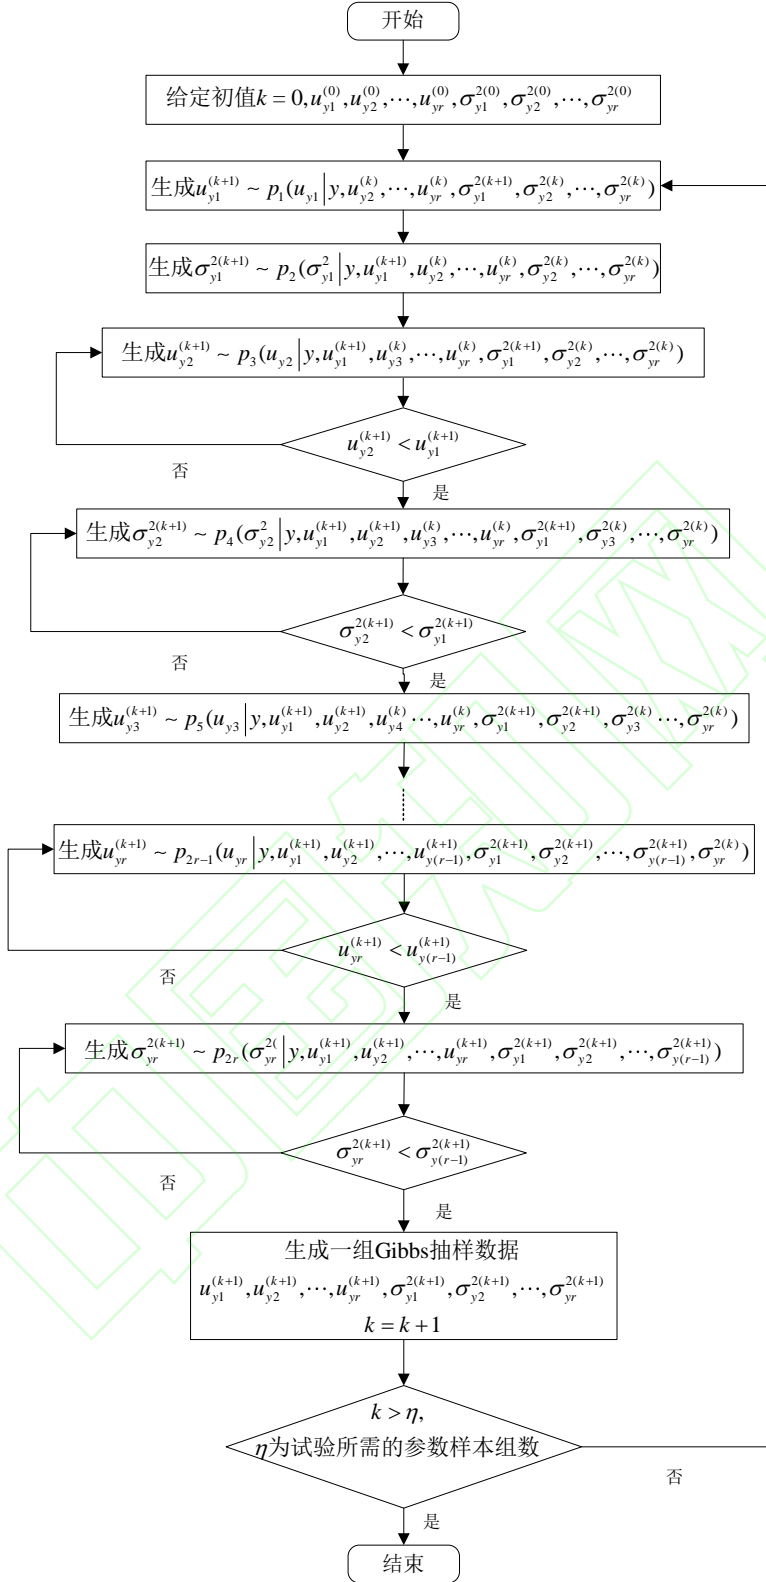 开始
给定初值k = 0,u_{y1}^{(0)},u_{y2}^{(0)},⋯,u_{yr}^{(0)},σ_{y1}^{2(0)},σ_{y2}^{2(0)},⋯,σ_{yr}^{2(0)}
生成u_{y1}^{(k+1)} ~ p_1(u_{y1}|y,u_{y2}^{(k)},⋯,u_{yr}^{(k)},σ_{y1}^{2(k+1)},σ_{y2}^{2(k)},⋯,σ_{yr}^{2(k)})
生成σ_{y1}^{2(k+1)} ~ p_2(σ_{y1}^{2}|y,u_{y1}^{(k+1)},u_{y2}^{(k)},⋯,u_{yr}^{(k)},σ_{y2}^{2(k)},⋯,σ_{yr}^{2(k)})
生成u_{y2}^{(k+1)} ~ p_3(u_{y2}|y,u_{y1}^{(k+1)},u_{y3}^{(k)},⋯,u_{yr}^{(k)},σ_{y1}^{2(k+1)},σ_{y2}^{2(k)},⋯,σ_{yr}^{2(k)})
u_{y2}^{(k+1)} < u_{y1}^{(k+1)}
否
是
生成σ_{y2}^{2(k+1)} ~ p_4(σ_{y2}^{2}|y,u_{y1}^{(k+1)},u_{y2}^{(k+1)},u_{y3}^{(k)},⋯,u_{yr}^{(k)},σ_{y1}^{2(k+1)},σ_{y3}^{2(k)},⋯,σ_{yr}^{2(k)})
σ_{y2}^{2(k+1)} < σ_{y1}^{2(k+1)}
否
是
生成u_{y3}^{(k+1)} ~ p_5(u_{y3}|y,u_{y1}^{(k+1)},u_{y2}^{(k+1)},u_{y4}^{(k)}⋯,u_{yr}^{(k)},σ_{y1}^{2(k+1)},σ_{y2}^{2(k+1)},σ_{y3}^{2(k)}⋯,σ_{yr}^{2(k)})
生成u_{yr}^{(k+1)} ~ p_{2r−1}(u_{yr}|y,u_{y1}^{(k+1)},u_{y2}^{(k+1)},⋯,u_{y(r−1)}^{(k+1)},σ_{y1}^{2(k+1)},σ_{y2}^{2(k+1)},⋯,σ_{y(r−1)}^{2(k+1)},σ_{yr}^{2(k)})
u_{yr}^{(k+1)} < u_{y(r−1)}^{(k+1)}
否
是
生成σ_{yr}^{2(k+1)} ~ p_{2r}(σ_{yr}^{2(}|y,u_{y1}^{(k+1)},u_{y2}^{(k+1)},⋯,u_{yr}^{(k+1)},σ_{y1}^{2(k+1)},σ_{y2}^{2(k+1)},⋯,σ_{y(r−1)}^{2(k+1)})
σ_{yr}^{2(k+1)} < σ_{y(r−1)}^{2(k+1)}
否
是
生成一组Gibbs抽样数据
u_{y1}^{(k+1)},u_{y2}^{(k+1)},⋯,u_{yr}^{(k+1)},σ_{y1}^{2(k+1)},σ_{y2}^{2(k+1)},⋯,σ_{yr}^{2(k+1)}
k = k + 1
k > η,
η为试验所需的参数样本组数
否
是
结束
中国知网